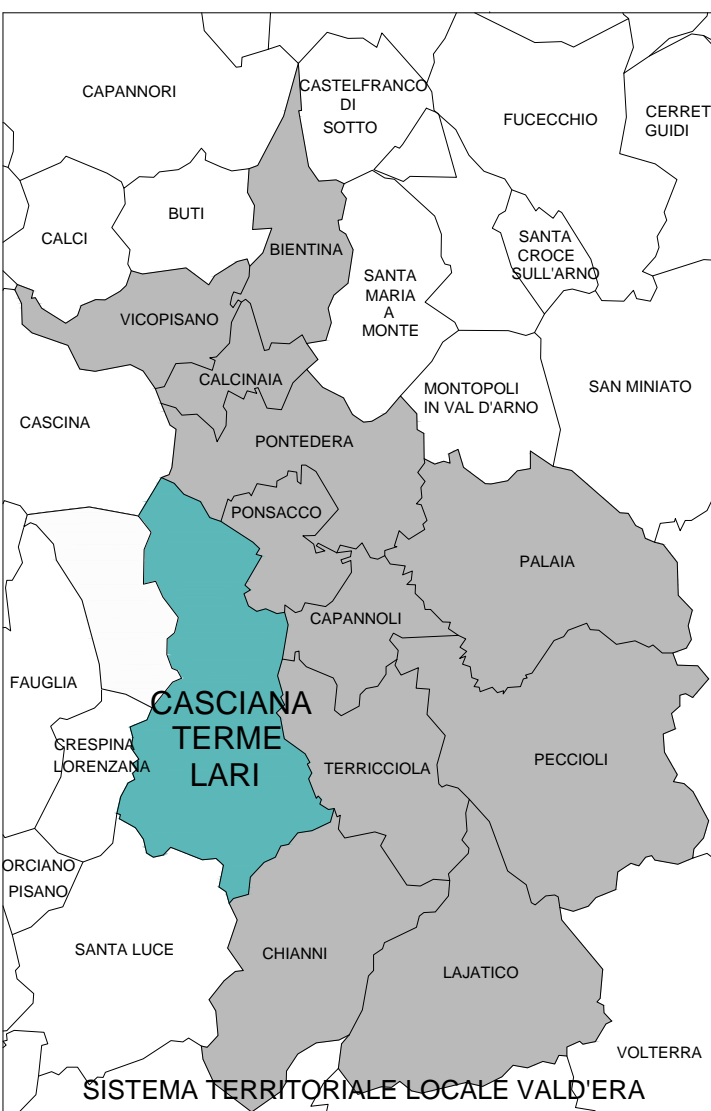 CAPANNORI
CASTELFRANCO
DI
SOTTO
FUCECCHIO
CERRET
GUIDI
BUTI
CALCI
BIENTINA
SANTA
CROCE
SULL'ARNO
SANTA
MARIA
A
MONTE
VICOPISANO
CALCINAIA
MONTOPOLI
IN VAL D'ARNO
SAN MINIATO
CASCINA
PONTEDERA
PONSACCO
PALAIA
CAPANNOLI
FAUGLIA
CASCIANA
TERME
LARI
CRESPINA
LORENZANA
TERRICCIOLA
PECCIOLI
ORCIANO
PISANO
SANTA LUCE
CHIANNI
LAJATICO
VOLTERRA
SISTEMA TERRITORIALE LOCALE VALD'ERA